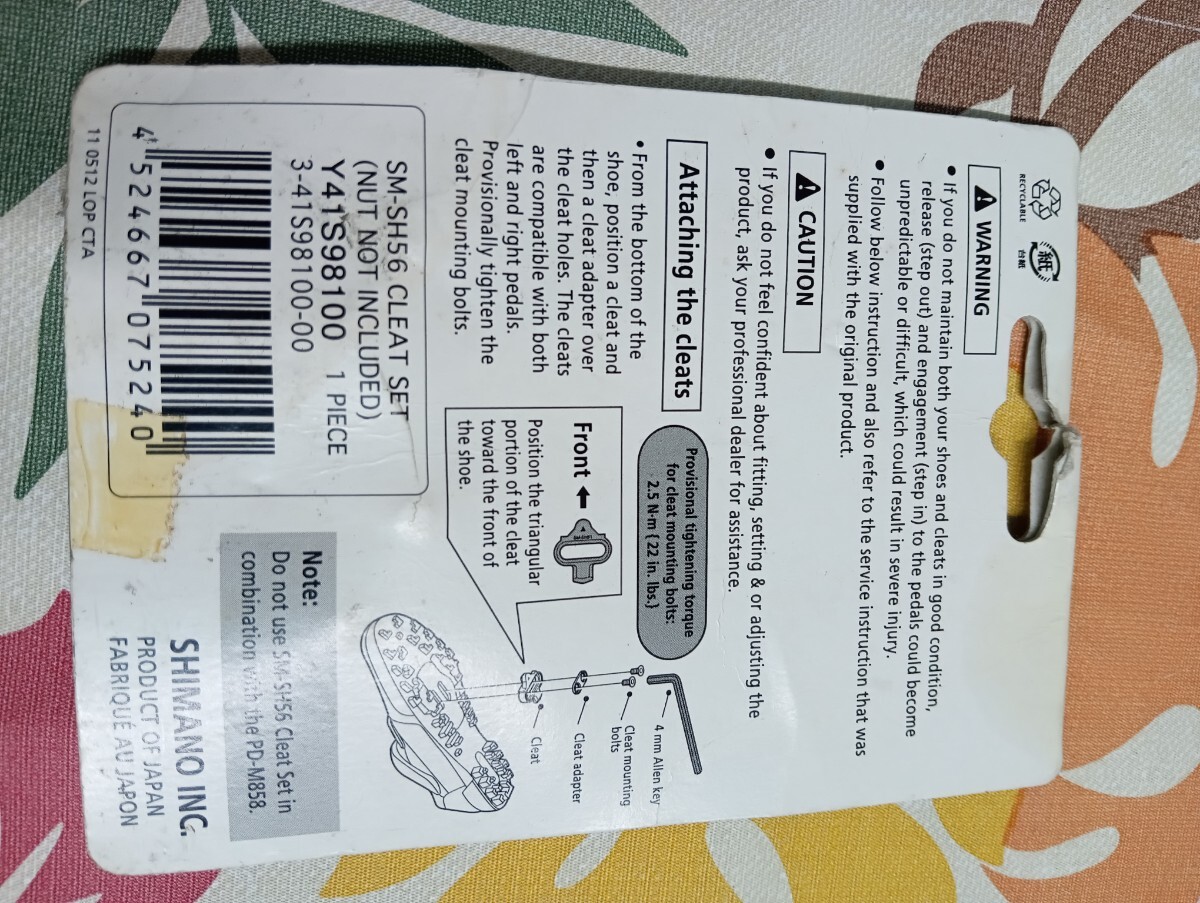 RECYCLABLE
紙
台紙
WARNING
• If you do not maintain both your shoes and cleats in good condition,
release (step out) and engagement (step in) to the pedals could become
unpredictable or difficult, which could result in severe injury.
• Follow below instruction and also refer to the service instruction that was
supplied with the original product.
CAUTION
• If you do not feel confident about fitting, setting & or adjusting the
product, ask your professional dealer for assistance.
Attaching the cleats
• From the bottom of the
shoe, position a cleat and
then a cleat adapter over
the cleat holes. The cleats
are compatible with both
left and right pedals.
Provisionally tighten the
cleat mounting bolts.
Provisional tightening torque
for cleat mounting bolts:
2.5 N·m { 22 in. lbs.}
Front
Position the triangular
portion of the cleat
toward the front of
the shoe.
4 mm Allen key
Cleat mounting
bolts
Cleat adapter
Cleat
SM-SH56 CLEAT SET
(NUT NOT INCLUDED)
Y41S98100 1 PIECE
3-41S98100-00
4 524667 075240
11 0512 LOP CTA
Note:
Do not use SM-SH56 Cleat Set in
combination with the PD-M858.
SHIMANO INC.
PRODUCT OF JAPAN
FABRIQUÉ AU JAPON